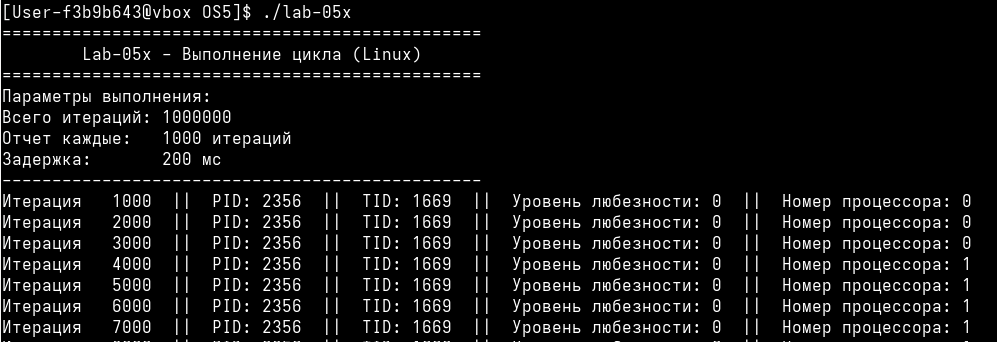 [User-f3b9b643@vbox OS5]$ ./lab-05x
================================================
        Lab-05x - Выполнение цикла (Linux)
================================================
Параметры выполнения:
Всего итераций: 1000000
Отчет каждые:   1000 итераций
Задержка:       200 мс
------------------------------------------------
Итерация   1000  ||  PID: 2356  ||  TID: 1669  ||  Уровень любезности: 0  ||  Номер процессора: 0
Итерация   2000  ||  PID: 2356  ||  TID: 1669  ||  Уровень любезности: 0  ||  Номер процессора: 0
Итерация   3000  ||  PID: 2356  ||  TID: 1669  ||  Уровень любезности: 0  ||  Номер процессора: 0
Итерация   4000  ||  PID: 2356  ||  TID: 1669  ||  Уровень любезности: 0  ||  Номер процессора: 1
Итерация   5000  ||  PID: 2356  ||  TID: 1669  ||  Уровень любезности: 0  ||  Номер процессора: 1
Итерация   6000  ||  PID: 2356  ||  TID: 1669  ||  Уровень любезности: 0  ||  Номер процессора: 1
Итерация   7000  ||  PID: 2356  ||  TID: 1669  ||  Уровень любезности: 0  ||  Номер процессора: 1